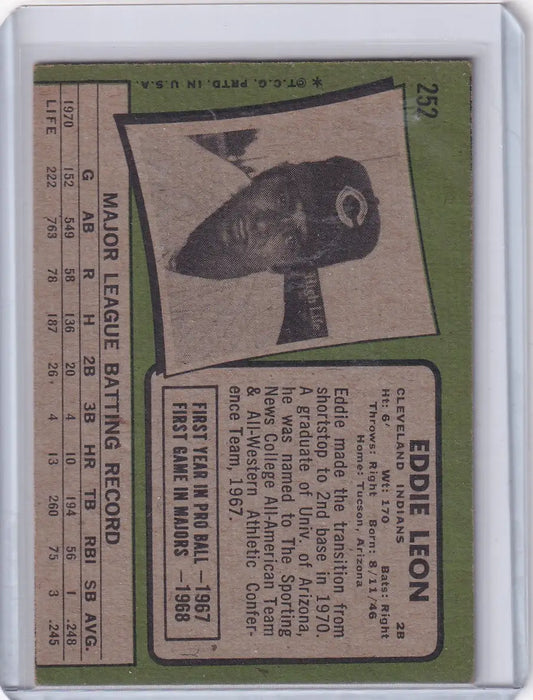 252
EDDIE LEON
CLEVELAND INDIANS 2B
Ht: 6' Wt: 170 Bats: Right
Throws: Right Born: 8/11/46
Home: Tucson, Arizona
Eddie made the transition from
shortstop to 2nd base in 1970.
A graduate of Univ. of Arizona,
he was named to The Sporting
News College All-American Team
& All-Western Athletic Confer-
ence Team, 1967.
FIRST YEAR IN PRO BALL —1967
FIRST GAME IN MAJORS —1968
C
High Life
MAJOR LEAGUE BATTING RECORD
G AB R H 2B 3B HR TB RBI SB AVG.
1970 152 549 58 136 20 4 10 194 56 1 .248
LIFE 222 763 78 187 26 4 13 260 75 3 .245
* © T.C.G. PRTD. IN U.S.A.